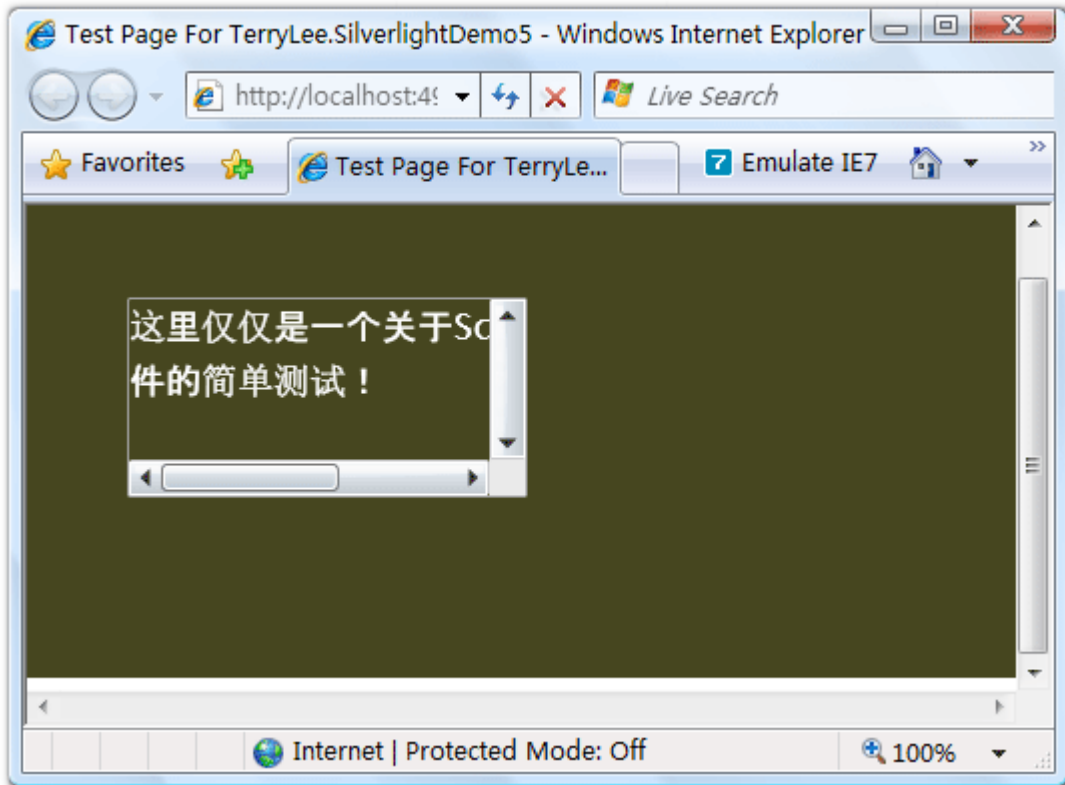 Test Page For TerryLee.SilverlightDemo5 - Windows Internet Explorer
http://localhost:49 Live Search
Favorites Test Page For TerryLe... 7 Emulate IE7 »
这里仅仅是一个关于Sc
件的简单测试！
Internet | Protected Mode: Off 100%